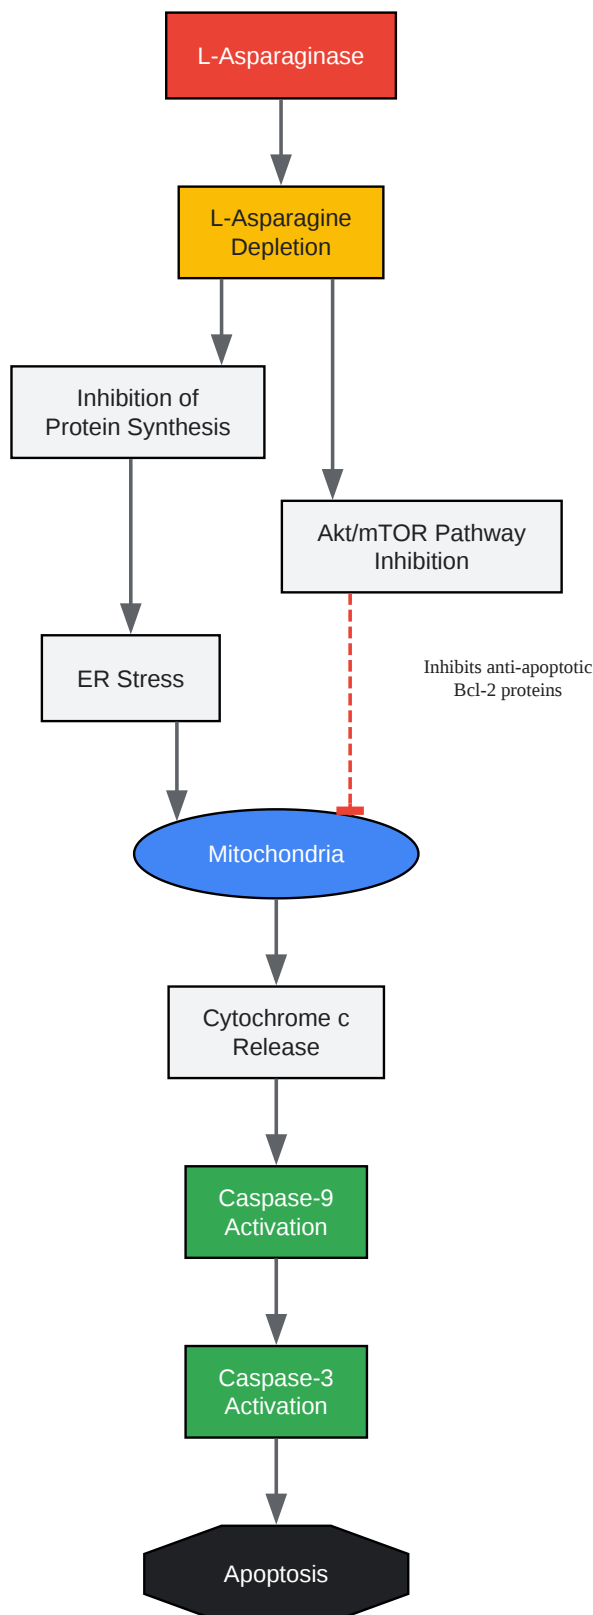 L-Asparaginase
L-Asparagine
Depletion
Inhibition of
Protein Synthesis
Akt/mTOR Pathway
Inhibition
ER Stress
Inhibits anti-apoptotic
Bcl-2 proteins
Mitochondria
Cytochrome c
Release
Caspase-9
Activation
Caspase-3
Activation
Apoptosis